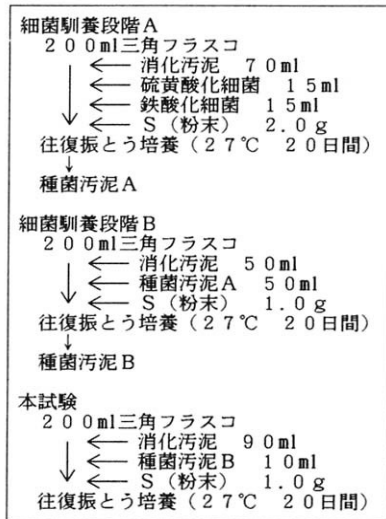 細菌馴養段階A
２００ml三角フラスコ
消化汚泥　７０ml
硫黄酸化細菌　１５ml
鉄酸化細菌　１５ml
S（粉末）　２.０g
往復振とう培養（２７℃　２０日間）
種菌汚泥A
細菌馴養段階B
２００ml三角フラスコ
消化汚泥　５０ml
種菌汚泥A　５０ml
S（粉末）　１.０g
往復振とう培養（２７℃　２０日間）
種菌汚泥B
本試験
２００ml三角フラスコ
消化汚泥　９０ml
種菌汚泥B　１０ml
S（粉末）　１.０g
往復振とう培養（２７℃　２０日間）